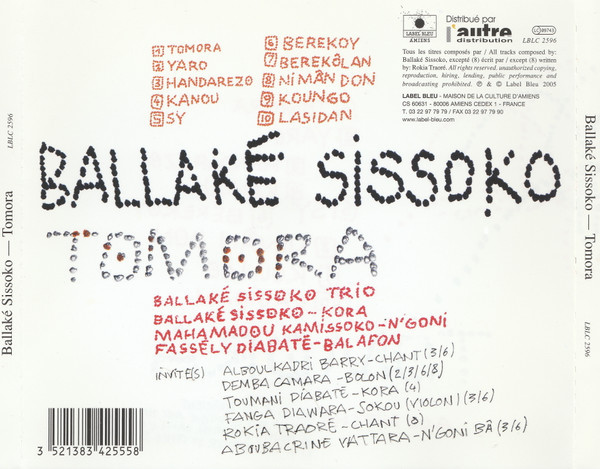 1 TOMORA
2 YARO
3 HANDAREZO
4 KANOU
5 SY
6 BEREKOY
7 BEREKÔLAN
8 NIMÂN DON
9 KOUNGO
10 LASIDAN
LABEL BLEU
AMIENS
Distribué par
l'autre
distribution
LC 09743
LBLC 2596
Tous les titres composés par / All tracks composed by:
Ballaké Sissoko, excepté (8) écrit par / except (8) written
by: Rokia Traoré. All rights reserved. unauthorized copying,
reproduction, hiring, lending, public performance and
broadcasting prohibited. ℗ & © Label Bleu 2005
LABEL BLEU - MAISON DE LA CULTURE D'AMIENS
CS 60631 - 80006 AMIENS CEDEX 1 - FRANCE
T. 03 22 97 79 79 FAX 03 22 97 79 90
www.label-bleu.com
BALLAKÉ SISSOKO
TOMORA
BALLAKÉ SISSOKO TRIO
BALLAKÉ SISSOKO - KORA
MAHAMADOU KAMISSOKO - N'GONI
FASSÉLY DIABATÉ - BALAFON
INVITÉ(S) ALBOULKADRI BARRY - CHANT (3/6)
DEMBA CAMARA - BOLON (2/3/6/8)
TOUMANI DIABATÉ - KORA (4)
FANGA DIAWARA - SOKOU (VIOLON) (3/6)
ROKIA TRAORÉ - CHANT (8)
ABOUBACRINE YATTARA - N'GONI BÂ (3/6)
3 521383 425558
Ballaké Sissoko — Tomora
LBLC 2596
Ballaké Sissoko — Tomora
LBLC 2596